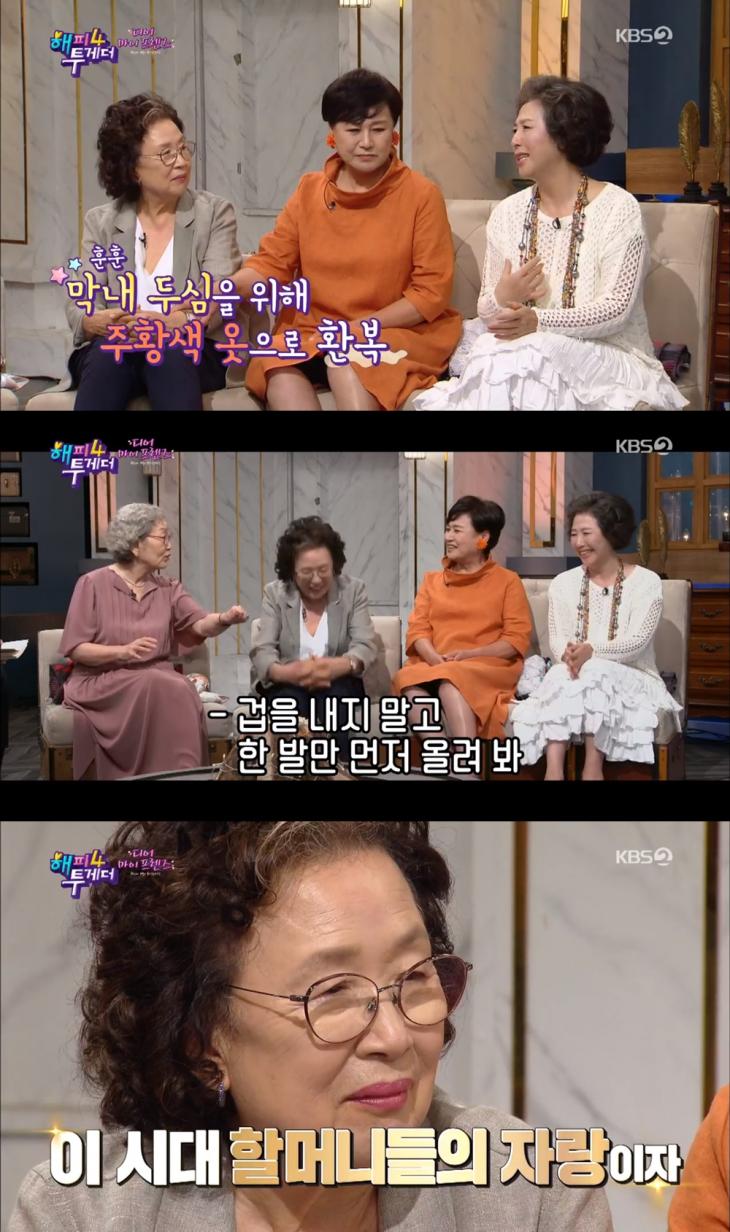 해피4
투게더
디어
마이 프렌즈
KBS2
훈훈
막내 두심을 위해
주황색 옷으로 환복
해피4
투게더
디어
마이 프렌즈
KBS2
- 겁을 내지 말고
한 발만 먼저 올려 봐
해피4
투게더
디어
마이 프렌즈
KBS2
이 시대 할머니들의 자랑이자